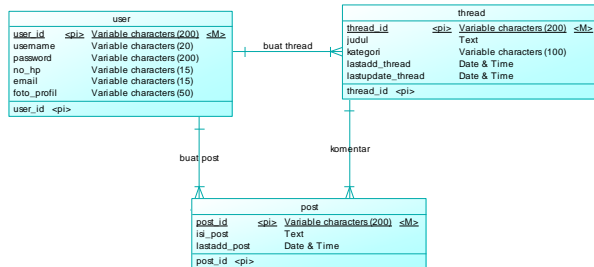 user
user_id <pi> Variable characters (200) <M>
username Variable characters (20)
password Variable characters (200)
no_hp Variable characters (15)
email Variable characters (15)
foto_profil Variable characters (50)
user_id <pi>
buat thread
thread
thread_id <pi> Variable characters (200) <M>
judul Text
kategori Variable characters (100)
lastadd_thread Date & Time
lastupdate_thread Date & Time
thread_id <pi>
buat post
komentar
post
post_id <pi> Variable characters (200) <M>
isi_post Text
lastadd_post Date & Time
post_id <pi>